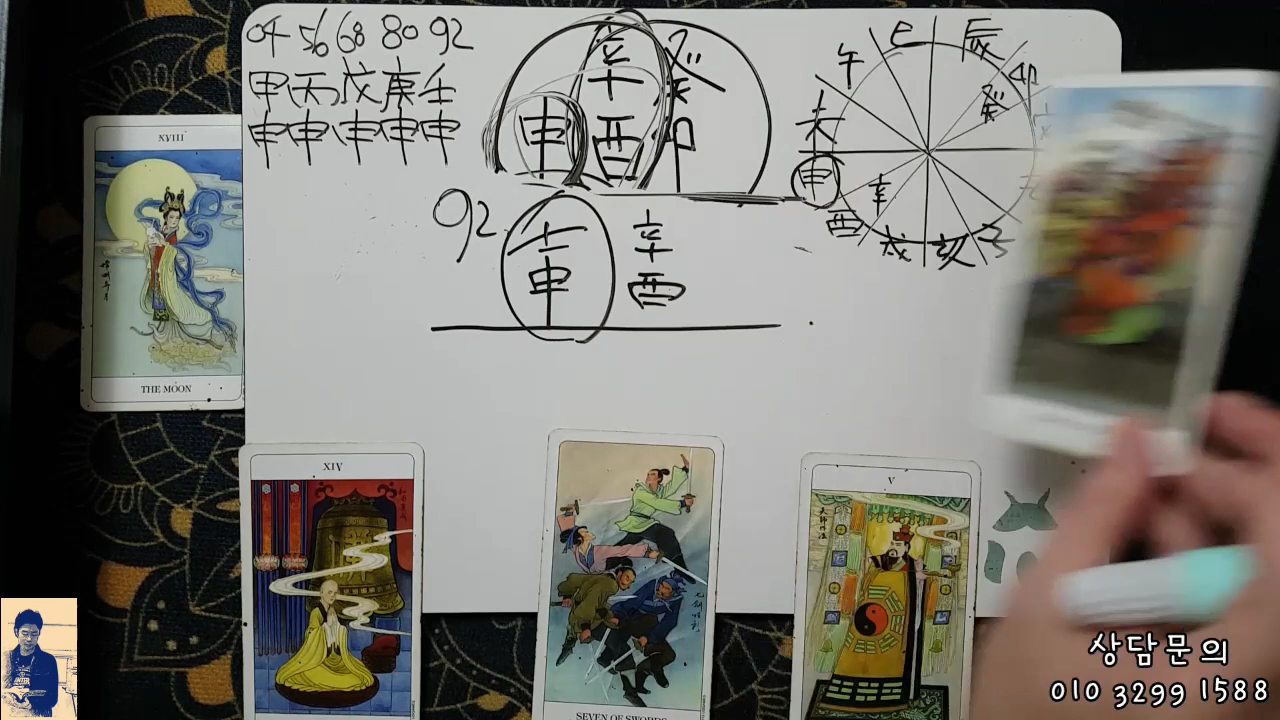 04 56 68 80 92
甲丙戊庚壬
申申申申申
辛 癸
申 酉 卯
92 壬 辛
申 酉
巳 辰
午 卯
癸
未
申 辛
酉 戌 亥 子
XVIII
THE MOON
XIV
SEVEN OF SWORDS
V
상담문의
010 3299 1588